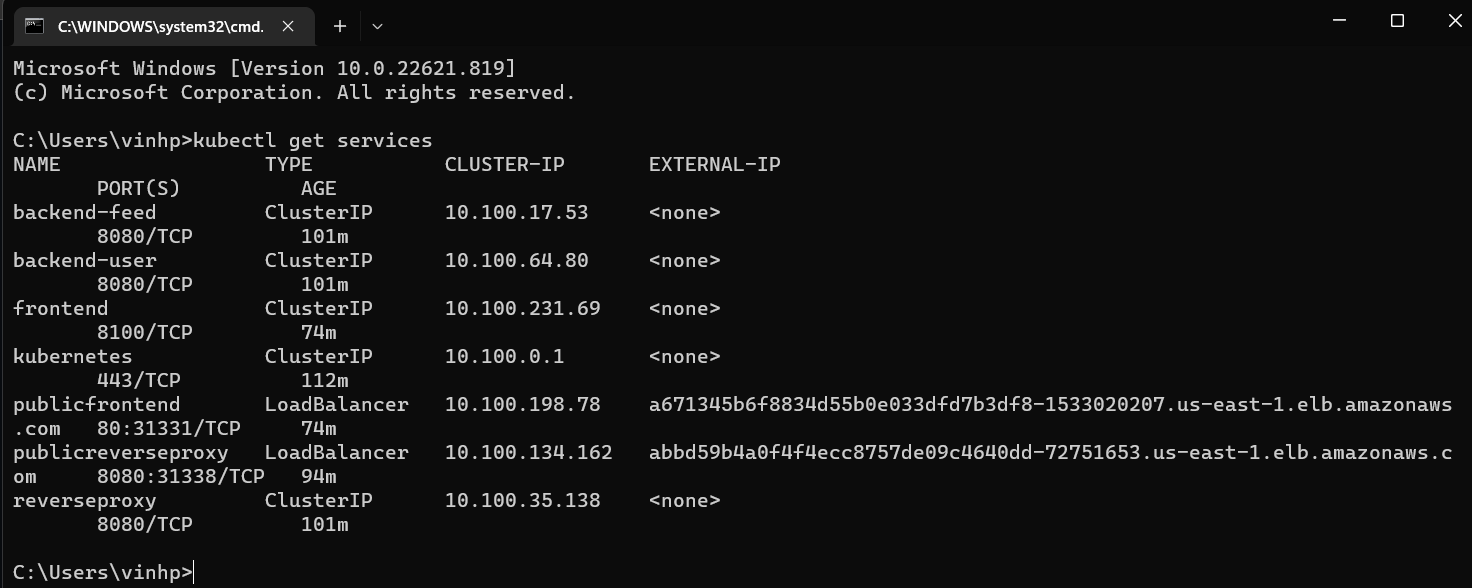 C:\WINDOWS\system32\cmd.
Microsoft Windows [Version 10.0.22621.819]
(c) Microsoft Corporation. All rights reserved.
C:\Users\vinhp>kubectl get services
NAME                 TYPE           CLUSTER-IP       EXTERNAL-IP
       PORT(S)          AGE
backend-feed         ClusterIP      10.100.17.53     <none>
       8080/TCP         101m
backend-user         ClusterIP      10.100.64.80     <none>
       8080/TCP         101m
frontend             ClusterIP      10.100.231.69    <none>
       8100/TCP         74m
kubernetes           ClusterIP      10.100.0.1       <none>
       443/TCP          112m
publicfrontend       LoadBalancer   10.100.198.78    a671345b6f8834d55b0e033dfd7b3df8-1533020207.us-east-1.elb.amazonaws
.com   80:31331/TCP     74m
publicreverseproxy   LoadBalancer   10.100.134.162   abbd59b4a0f4f4ecc8757de09c4640dd-72751653.us-east-1.elb.amazonaws.c
om     8080:31338/TCP   94m
reverseproxy         ClusterIP      10.100.35.138    <none>
       8080/TCP         101m
C:\Users\vinhp>